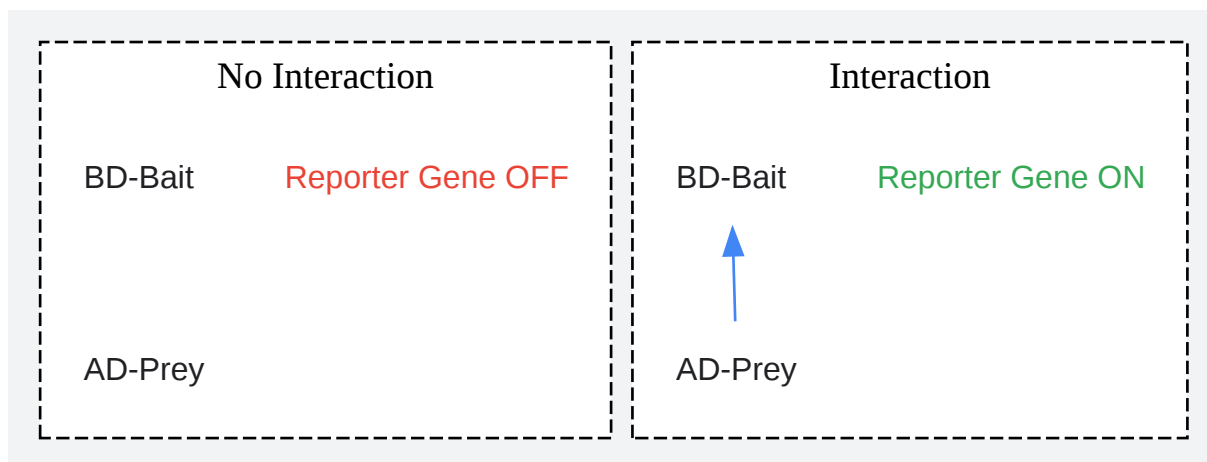 No Interaction
BD-Bait
Reporter Gene OFF
AD-Prey
Interaction
BD-Bait
Reporter Gene ON
AD-Prey